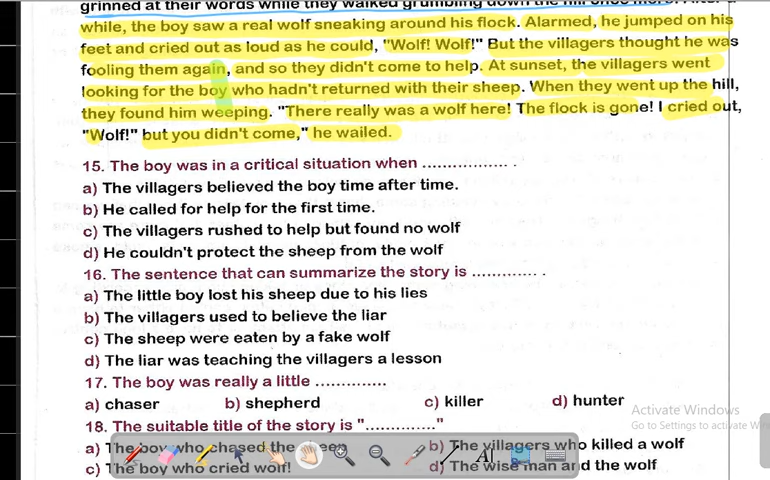 grinned at their words while they walked grumbling down the hill once more. After a
while, the boy saw a real wolf sneaking around his flock. Alarmed, he jumped on his
feet and cried out as loud as he could, "Wolf! Wolf!" But the villagers thought he was
fooling them again, and so they didn't come to help. At sunset, the villagers went
looking for the boy who hadn't returned with their sheep. When they went up the hill,
they found him weeping. "There really was a wolf here! The flock is gone! I cried out,
"Wolf!" but you didn't come," he wailed.
15. The boy was in a critical situation when .................. .
a) The villagers believed the boy time after time.
b) He called for help for the first time.
c) The villagers rushed to help but found no wolf
d) He couldn't protect the sheep from the wolf
16. The sentence that can summarize the story is ............. .
a) The little boy lost his sheep due to his lies
b) The villagers used to believe the liar
c) The sheep were eaten by a fake wolf
d) The liar was teaching the villagers a lesson
17. The boy was really a little ..............
a) chaser b) shepherd c) killer d) hunter
Activate Windows
Go to Settings to activate W
18. The suitable title of the story is "..............."
a) The boy who chased the sheep b) The villagers who killed a wolf
c) The boy who cried wolf! d) The wise man and the wolf